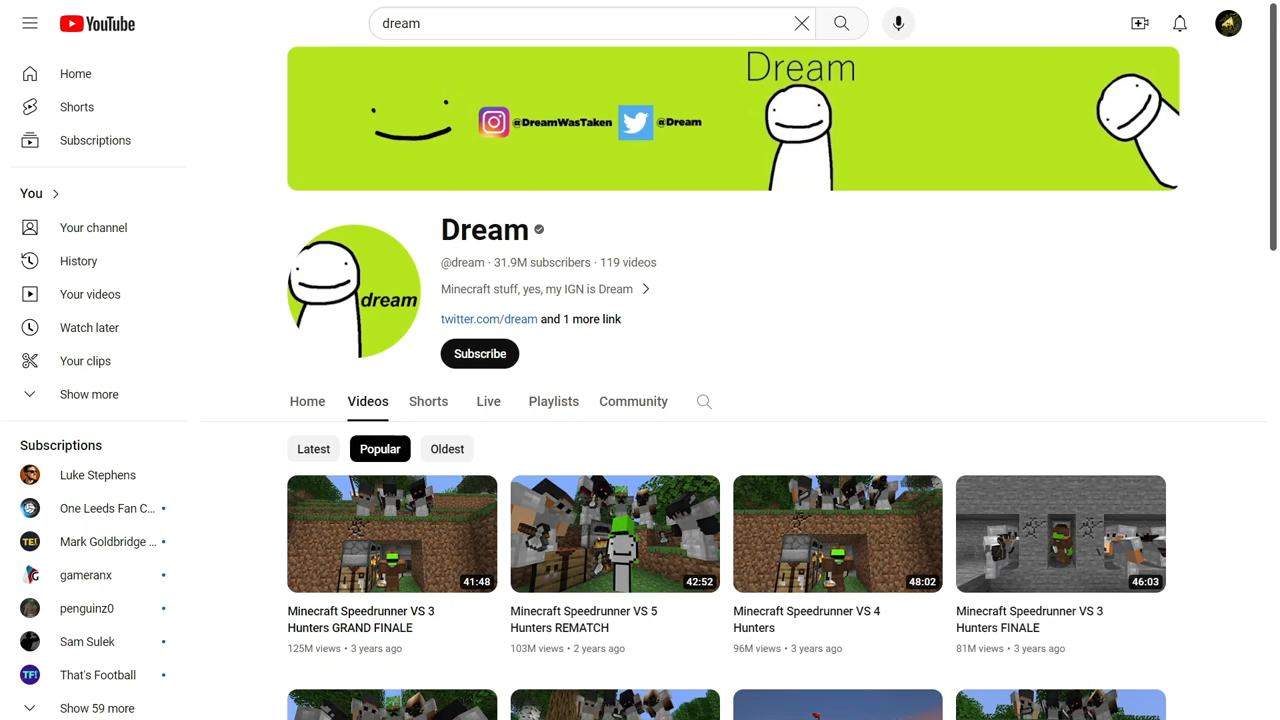 YouTube
dream
Home
Shorts
Subscriptions
You
Your channel
History
Your videos
Watch later
Your clips
Show more
Subscriptions
Luke Stephens
One Leeds Fan C...
Mark Goldbridge ...
gameranx
penguinz0
Sam Sulek
That's Football
Show 59 more
Dream
@DreamWasTaken
@Dream
dream
Dream
@dream · 31.9M subscribers · 119 videos
Minecraft stuff, yes, my IGN is Dream
twitter.com/dream and 1 more link
Subscribe
Home Videos Shorts Live Playlists Community
Latest Popular Oldest
41:48
Minecraft Speedrunner VS 3
Hunters GRAND FINALE
125M views • 3 years ago
42:52
Minecraft Speedrunner VS 5
Hunters REMATCH
103M views • 2 years ago
48:02
Minecraft Speedrunner VS 4
Hunters
96M views • 3 years ago
46:03
Minecraft Speedrunner VS 3
Hunters FINALE
81M views • 3 years ago
TE!
TF!